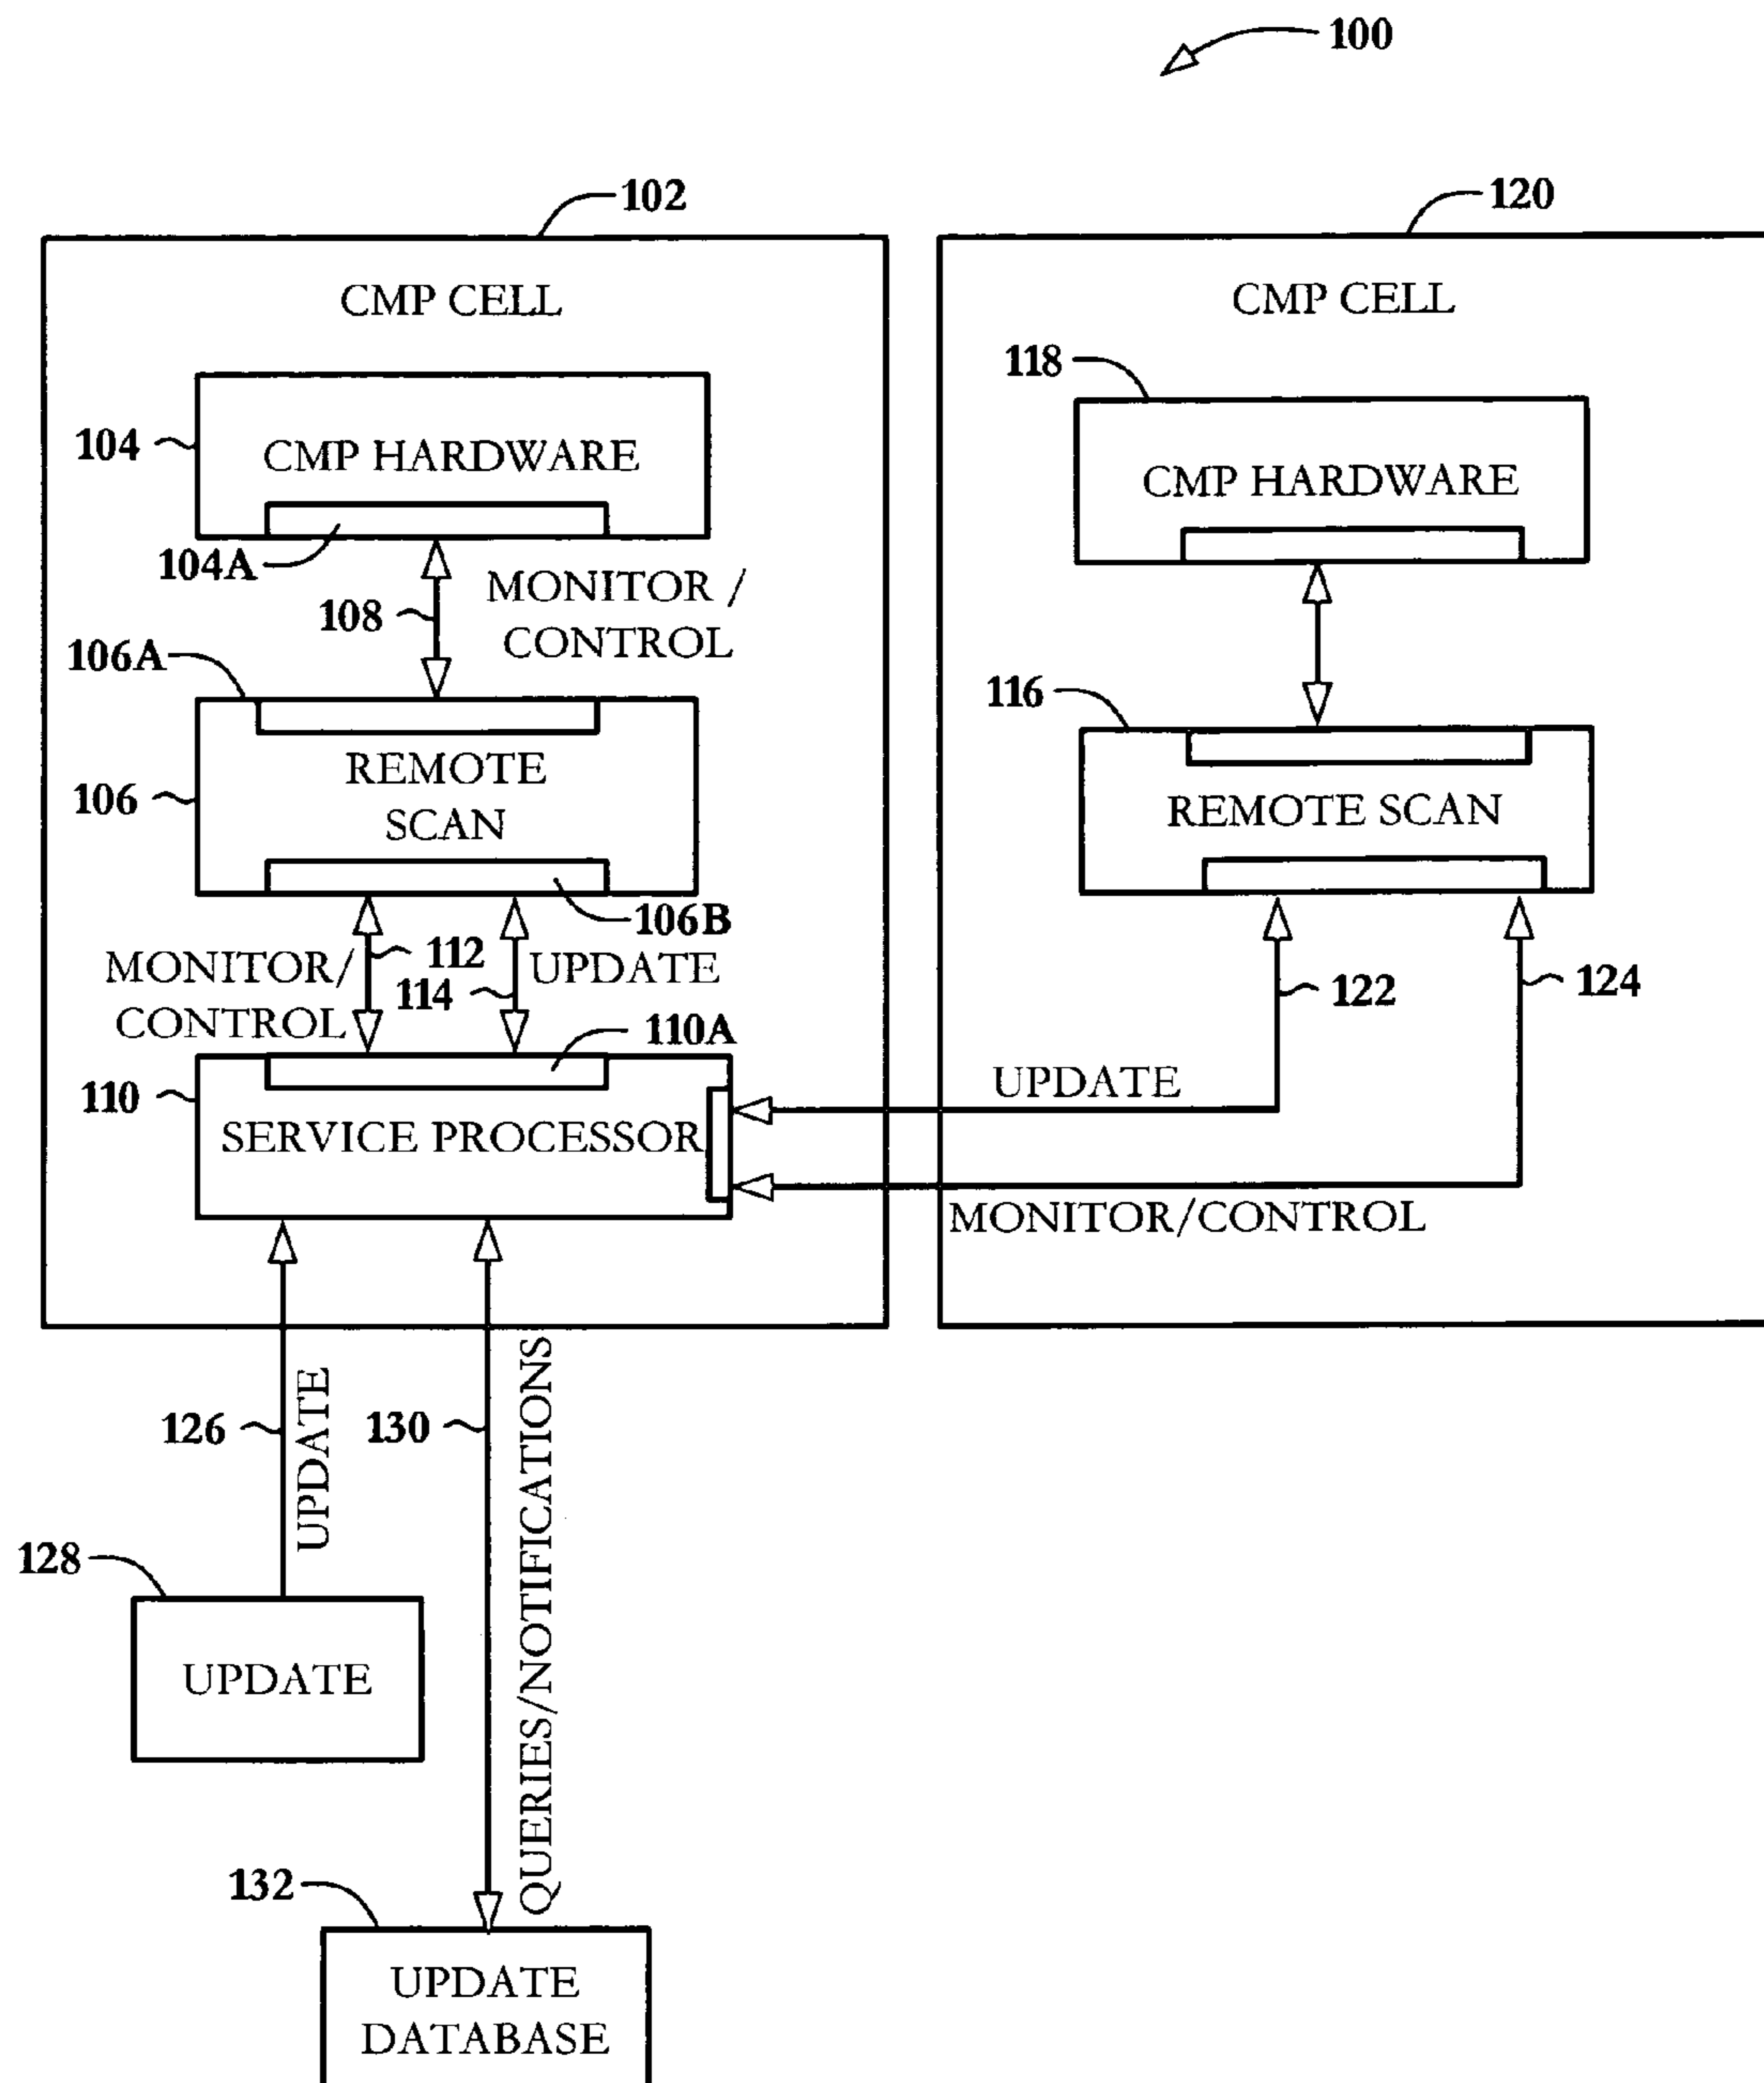 100
102
120
CMP CELL
CMP CELL
118
104
CMP HARDWARE
CMP HARDWARE
104A
MONITOR /
CONTROL
108
106A
116
REMOTE
SCAN
106
REMOTE SCAN
106B
MONITOR/
CONTROL
112
114
UPDATE
122
124
110A
110
UPDATE
SERVICE PROCESSOR
MONITOR/CONTROL
126
UPDATE
130
QUERIES/NOTIFICATIONS
128
UPDATE
132
UPDATE
DATABASE